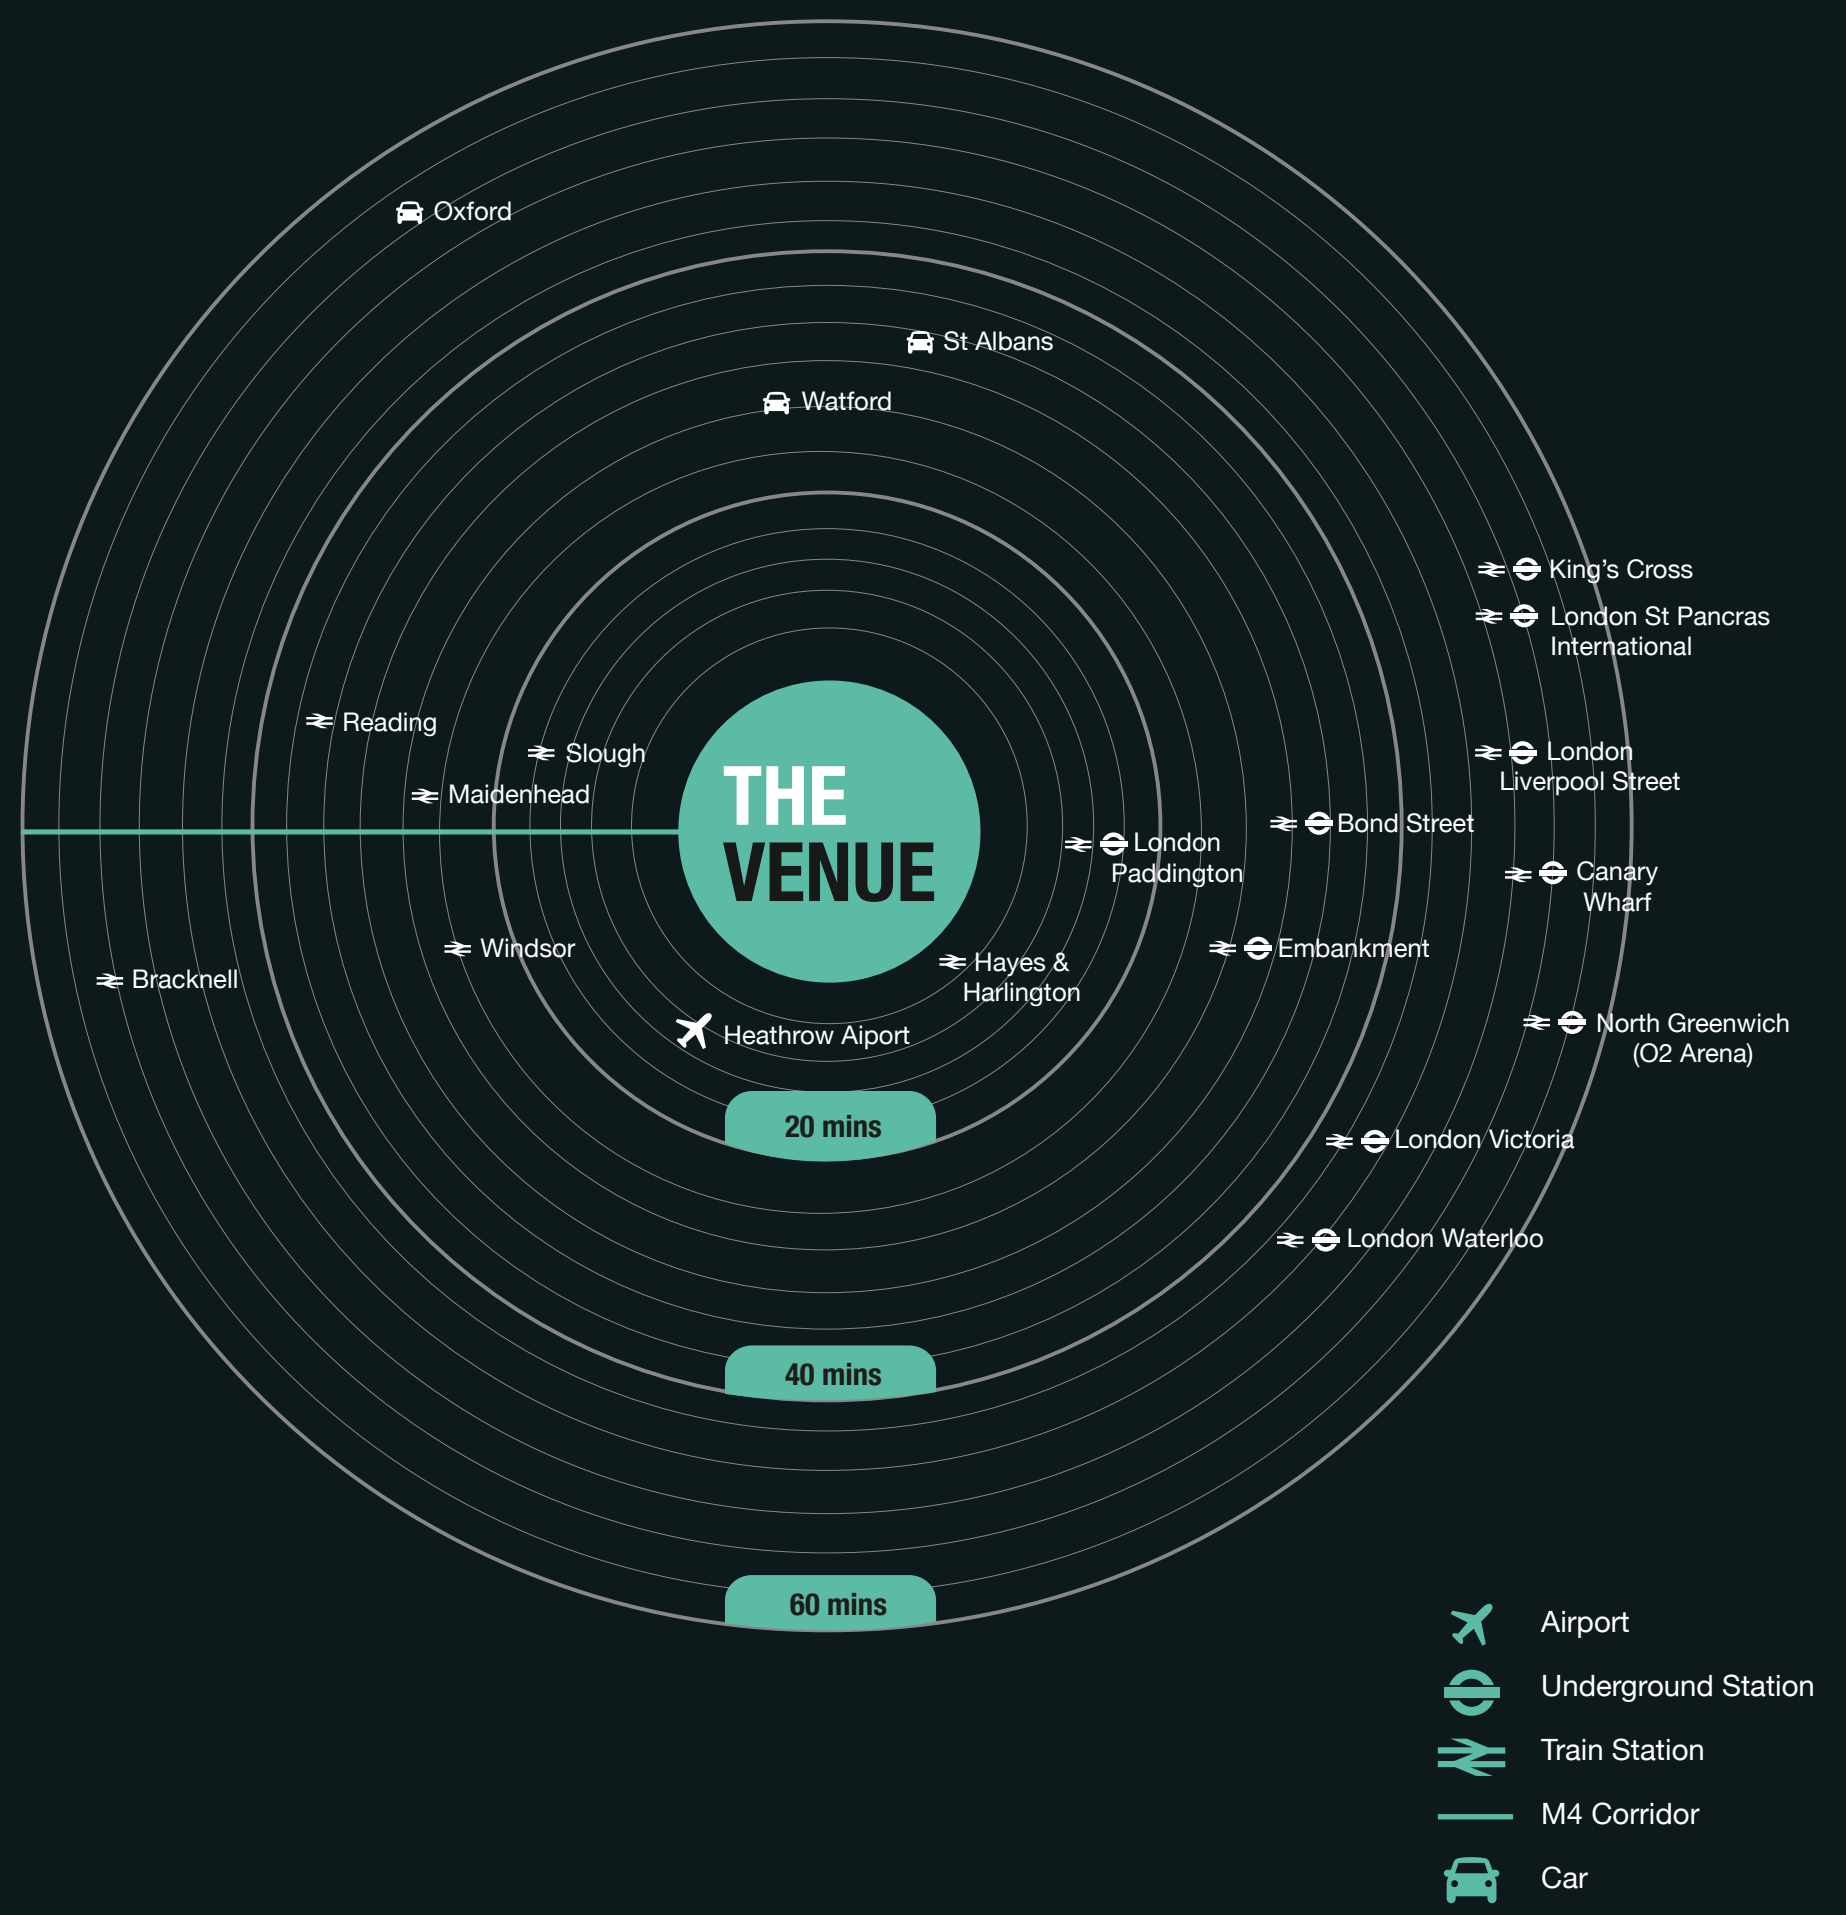 Oxford
St Albans
Watford
King's Cross
London St Pancras
International
Reading
Slough
Maidenhead
THE
VENUE
London
Liverpool Street
Bond Street
London
Paddington
Canary
Wharf
Windsor
Bracknell
Hayes &
Harlington
Embankment
Heathrow Aiport
North Greenwich
(O2 Arena)
20 mins
London Victoria
London Waterloo
40 mins
60 mins
Airport
Underground Station
Train Station
M4 Corridor
Car